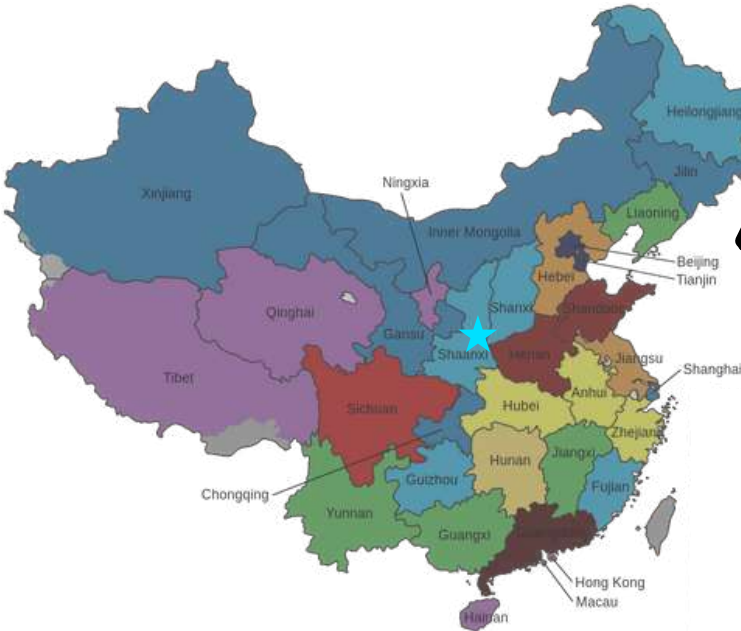 Heilongjiang
Jilin
Xinjiang
Ningxia
Liaoning
Inner Mongolia
Beijing
Tianjin
Hebei
Shanxi
Shandong
Qinghai
Gansu
Shaanxi
Henan
Jiangsu
Shanghai
Tibet
Anhui
Sichuan
Hubei
Zhejiang
Hunan
Jiangxi
Guizhou
Fujian
Chongqing
Yunnan
Guangxi
Guangdong
Hong Kong
Macau
Hainan